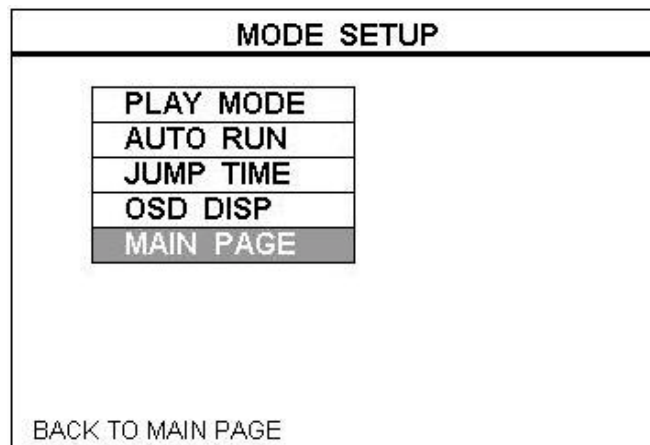 MODE SETUP
PLAY MODE
AUTO RUN
JUMP TIME
OSD DISP
MAIN PAGE
BACK TO MAIN PAGE